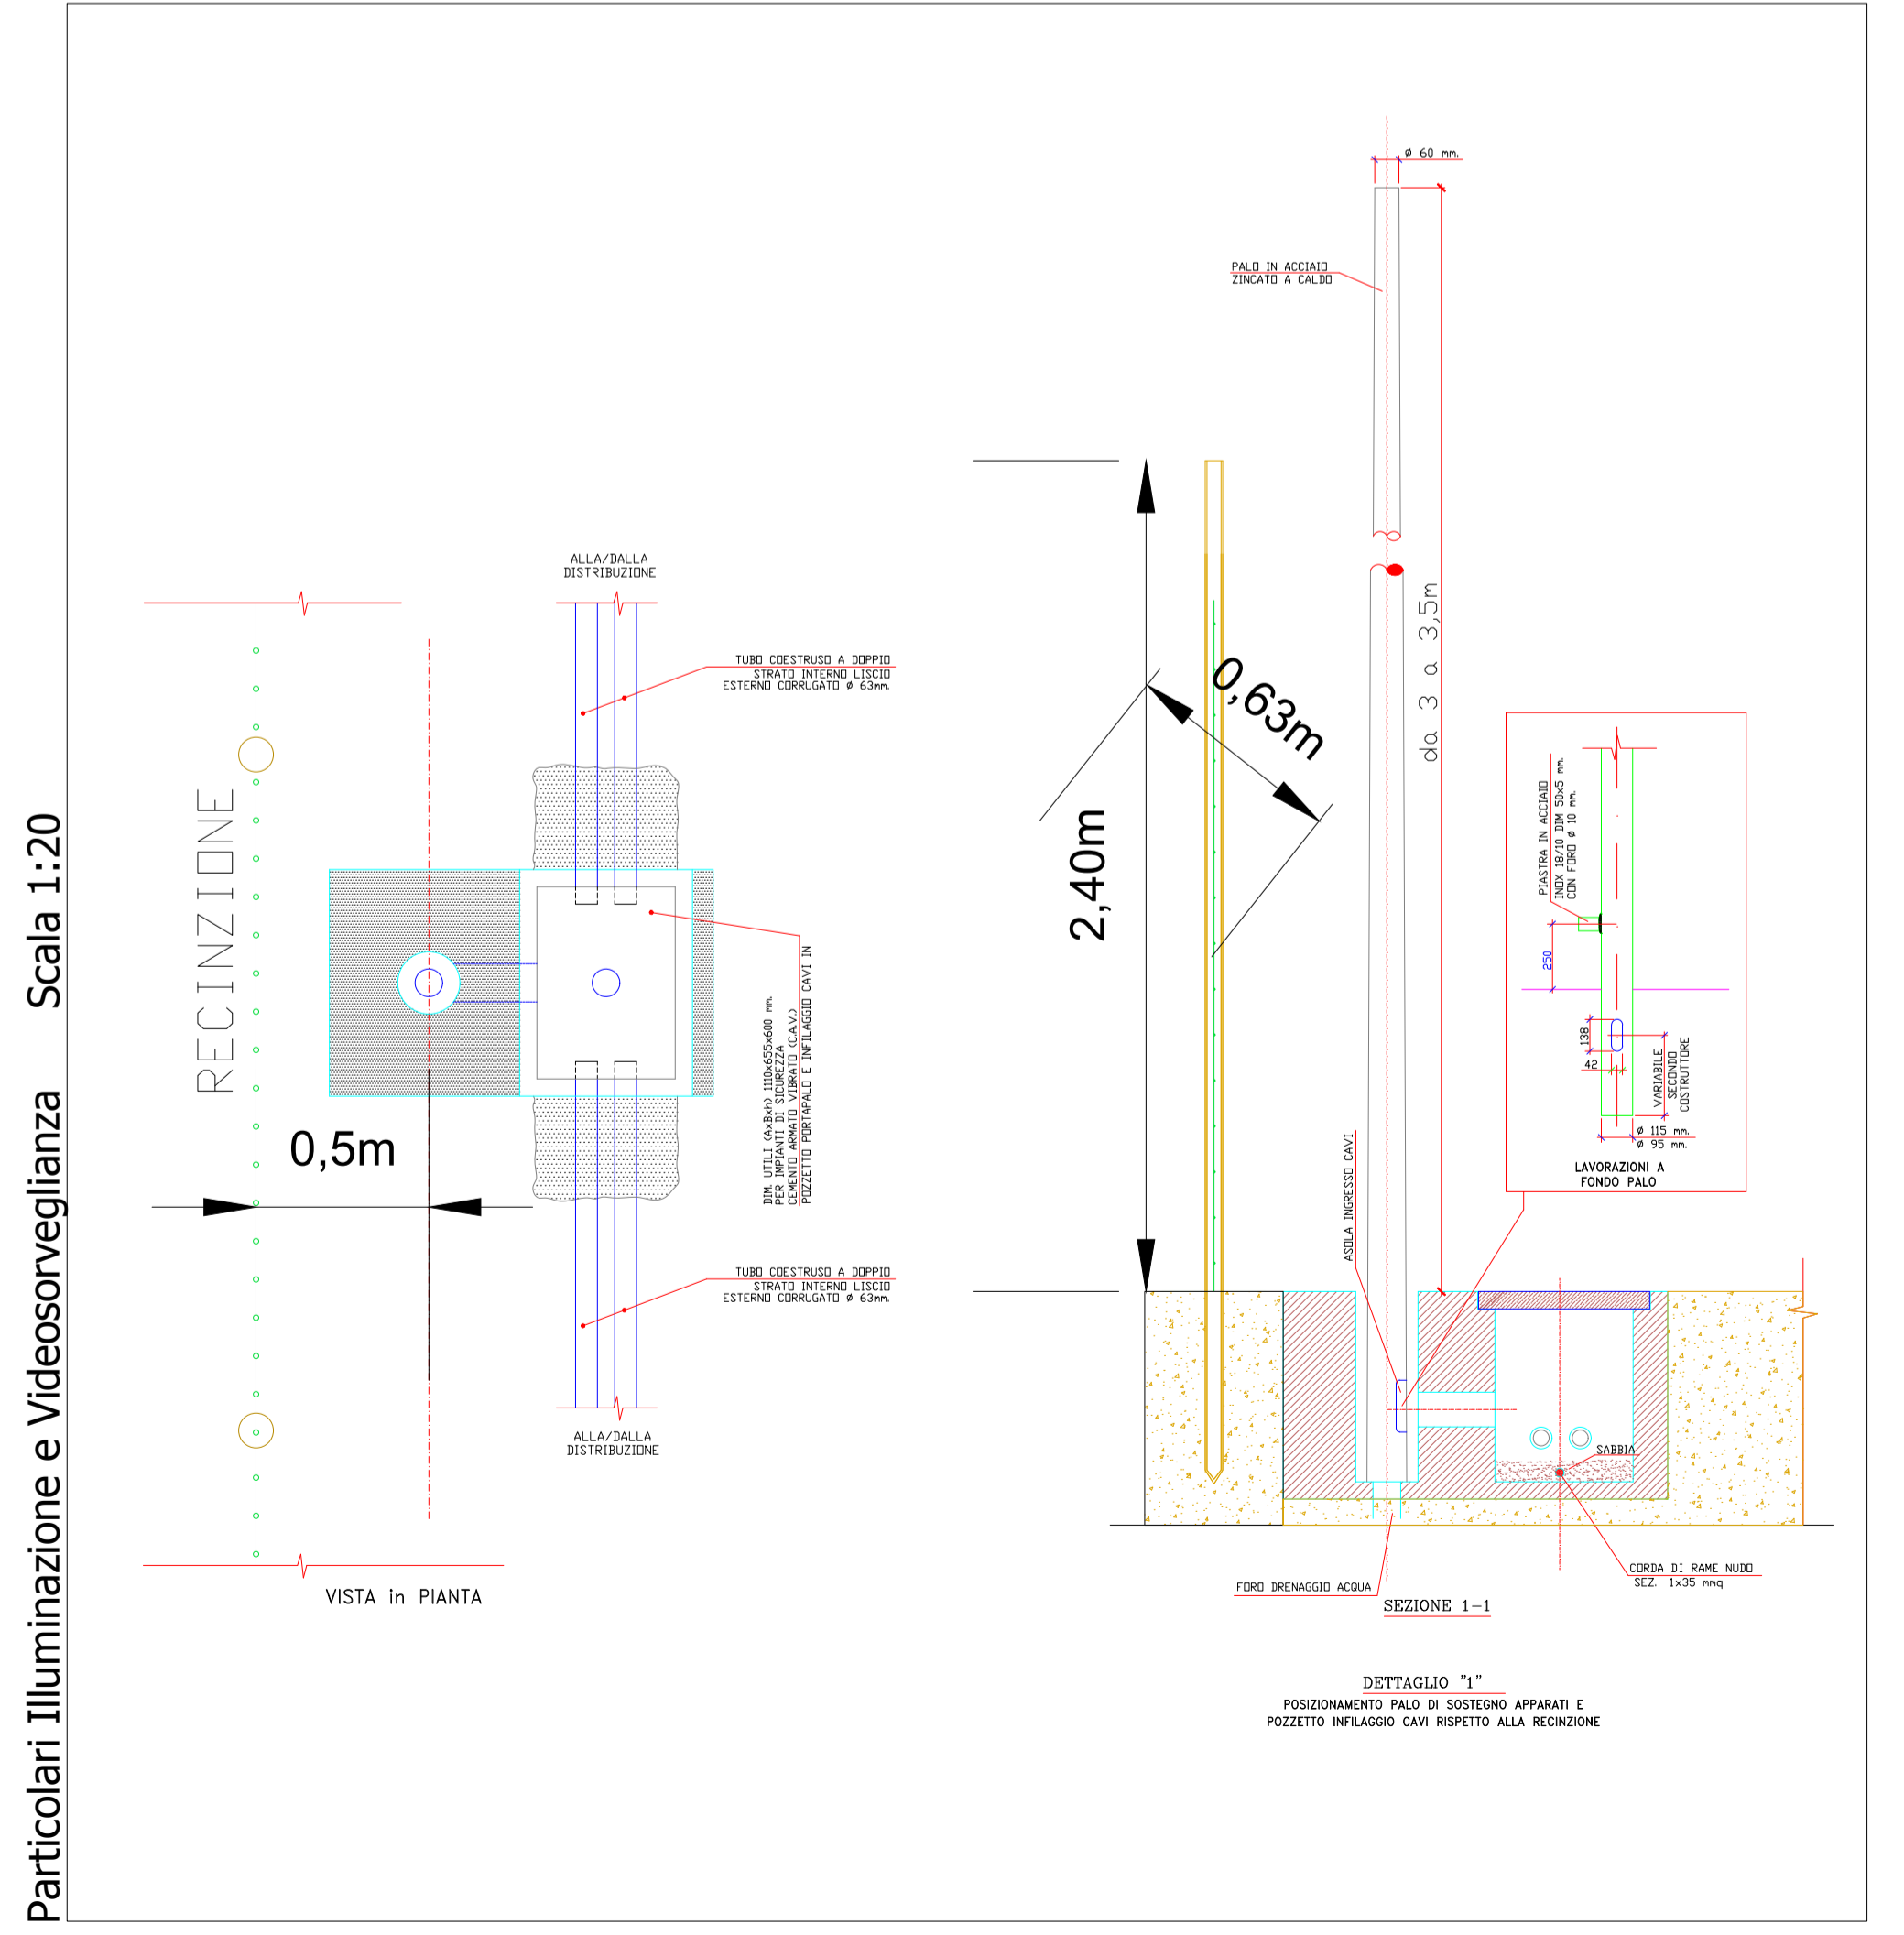 Particolari Illuminazione e Videosorveglianza Scala 1:20
RECINZIONE
0,5m
VISTA in PIANTA
ALLA/DALLA
DISTRIBUZIONE
TUBO COESTRUSO A DOPPIO
STRATO INTERNO LISCIO
ESTERNO CORRUGATO Ø 63mm.
DIM. UTILI (AxBxh) 1110x655x600 mm.
PER IMPIANTI DI SICUREZZA
CEMENTO ARMATO VIBRATO (C.A.V.)
POZZETTO PORTAPALO E INFILAGGIO CAVI IN
TUBO COESTRUSO A DOPPIO
STRATO INTERNO LISCIO
ESTERNO CORRUGATO Ø 63mm.
ALLA/DALLA
DISTRIBUZIONE
Ø 60 mm.
PALO IN ACCIAIO
ZINCATO A CALDO
2,40m
0,63m
da 3 a 3,5m
PIASTRA IN ACCIAIO
INOX 18/10 DIM 50x5 mm.
CON FORO Ø 10 mm.
250
138
42
VARIABILE
SECONDO
COSTRUTTORE
Ø 115 mm.
Ø 95 mm.
LAVORAZIONI A
FONDO PALO
ASOLA INGRESSO CAVI
SABBIA
CORDA DI RAME NUDO
SEZ. 1x35 mmq
FORO DRENAGGIO ACQUA
SEZIONE 1-1
DETTAGLIO "1"
POSIZIONAMENTO PALO DI SOSTEGNO APPARATI E
POZZETTO INFILAGGIO CAVI RISPETTO ALLA RECINZIONE